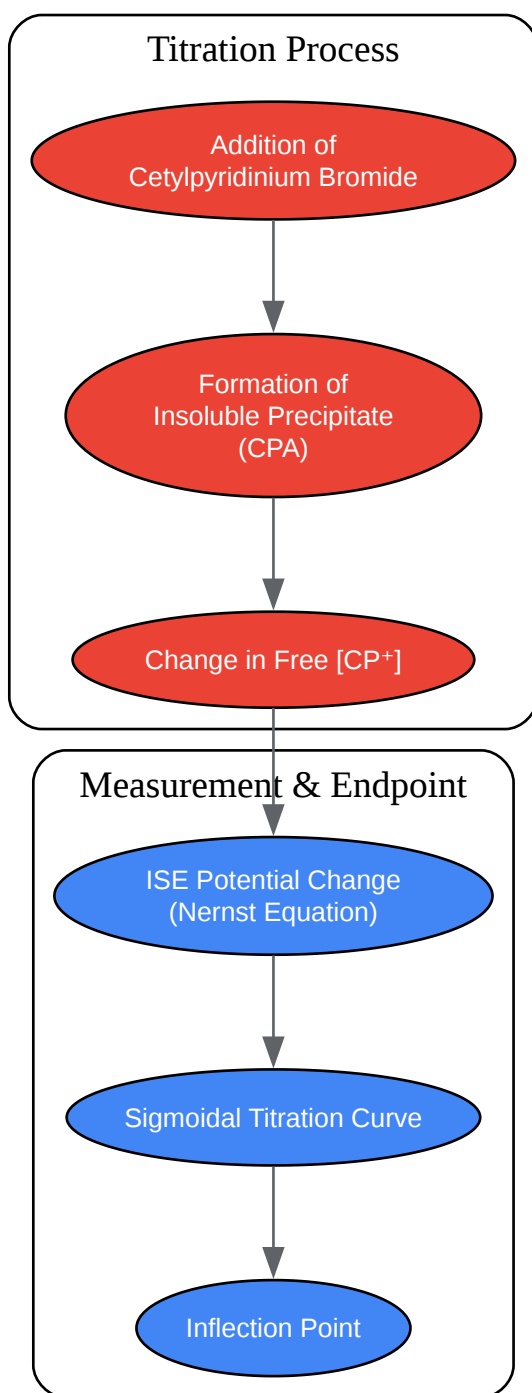 Titration Process
Addition of
Cetylpyridinium Bromide
Formation of
Insoluble Precipitate
(CPA)
Change in Free [CP⁺]
Measurement & Endpoint
ISE Potential Change
(Nernst Equation)
Sigmoidal Titration Curve
Inflection Point